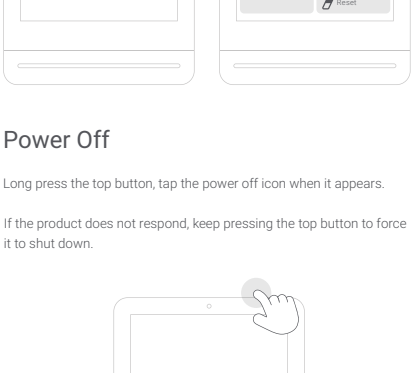 Reset
Power Off
Long press the top button, tap the power off icon when it appears.
If the product does not respond, keep pressing the top button to force
it to shut down.